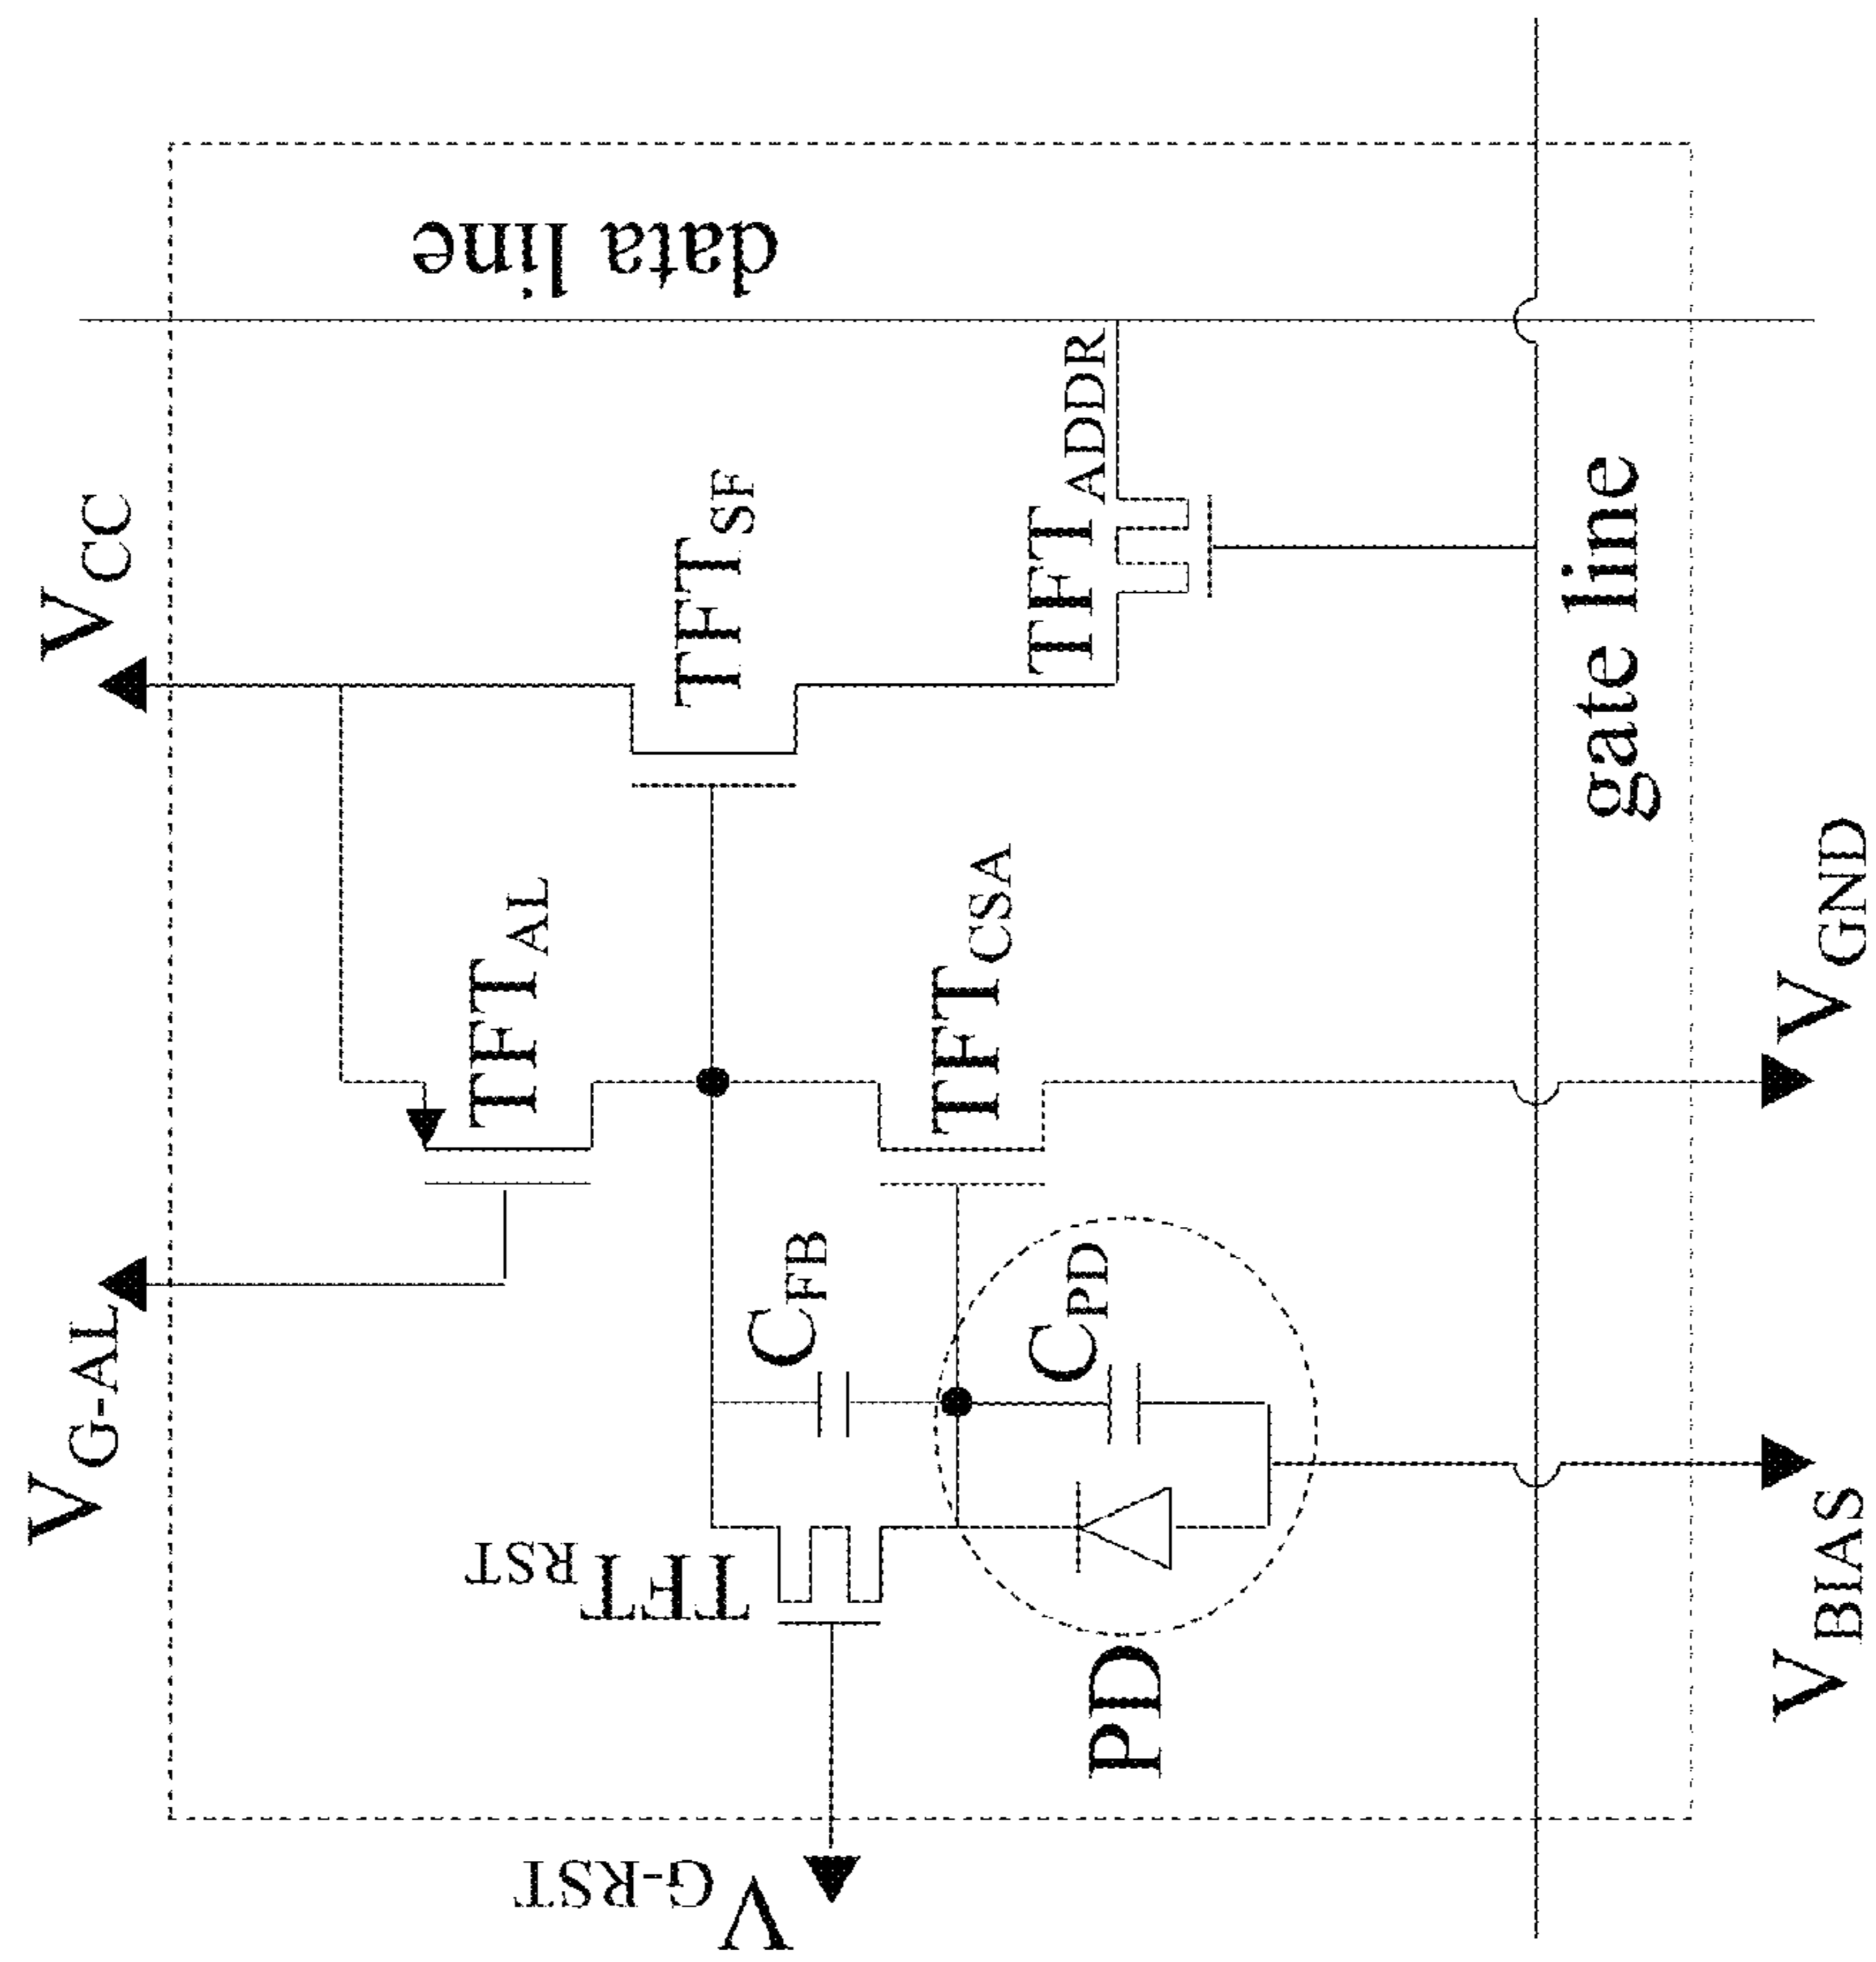 V_CC
V_G-AL
data line
TFT_SF
TFT_AL
TFT_ADDR
TFT_CSA
C_FB
C_PD
TFT_RST
PD
gate line
V_G-RST
V_GND
V_BIAS